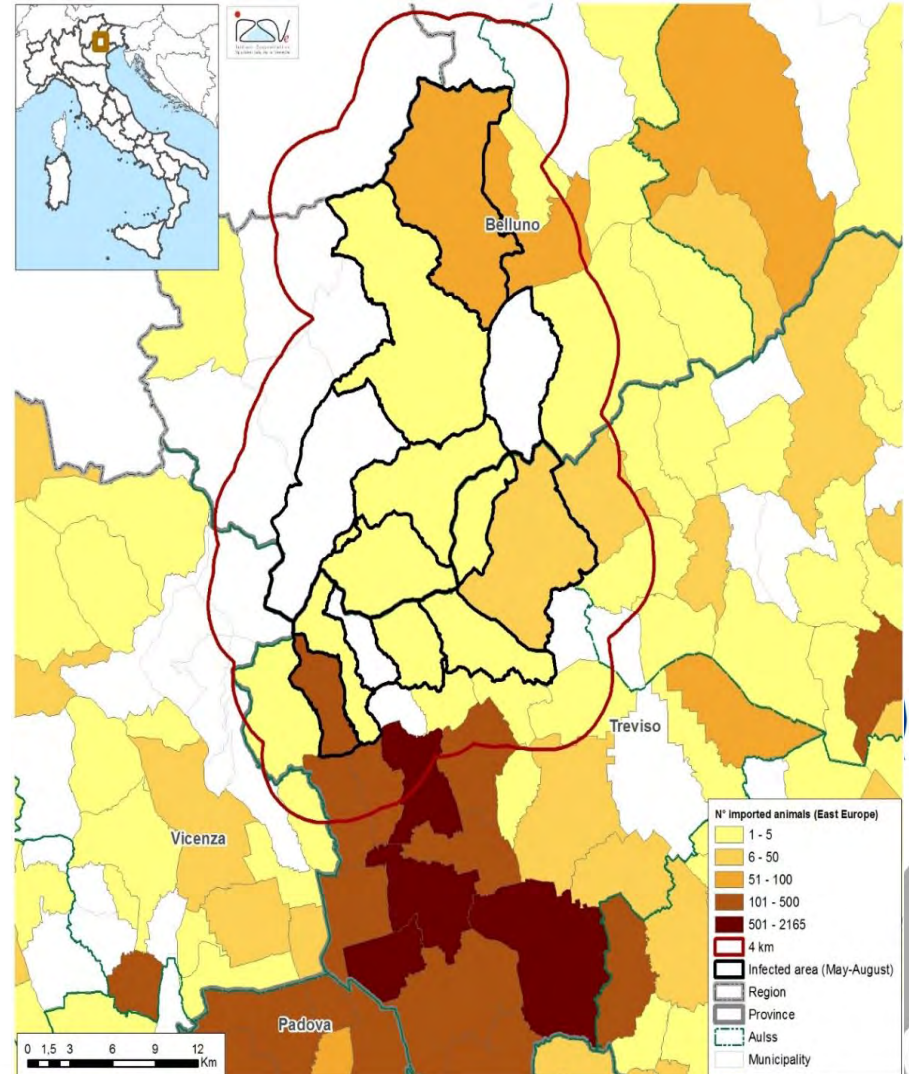 Belluno
Treviso
Vicenza
Padova
N° imported animals (East Europe)
1 - 5
6 - 50
51 - 100
101 - 500
501 - 2165
4 km
Infected area (May-August)
Region
Province
Aulss
Municipality
0 1,5 3 6 9 12
Km